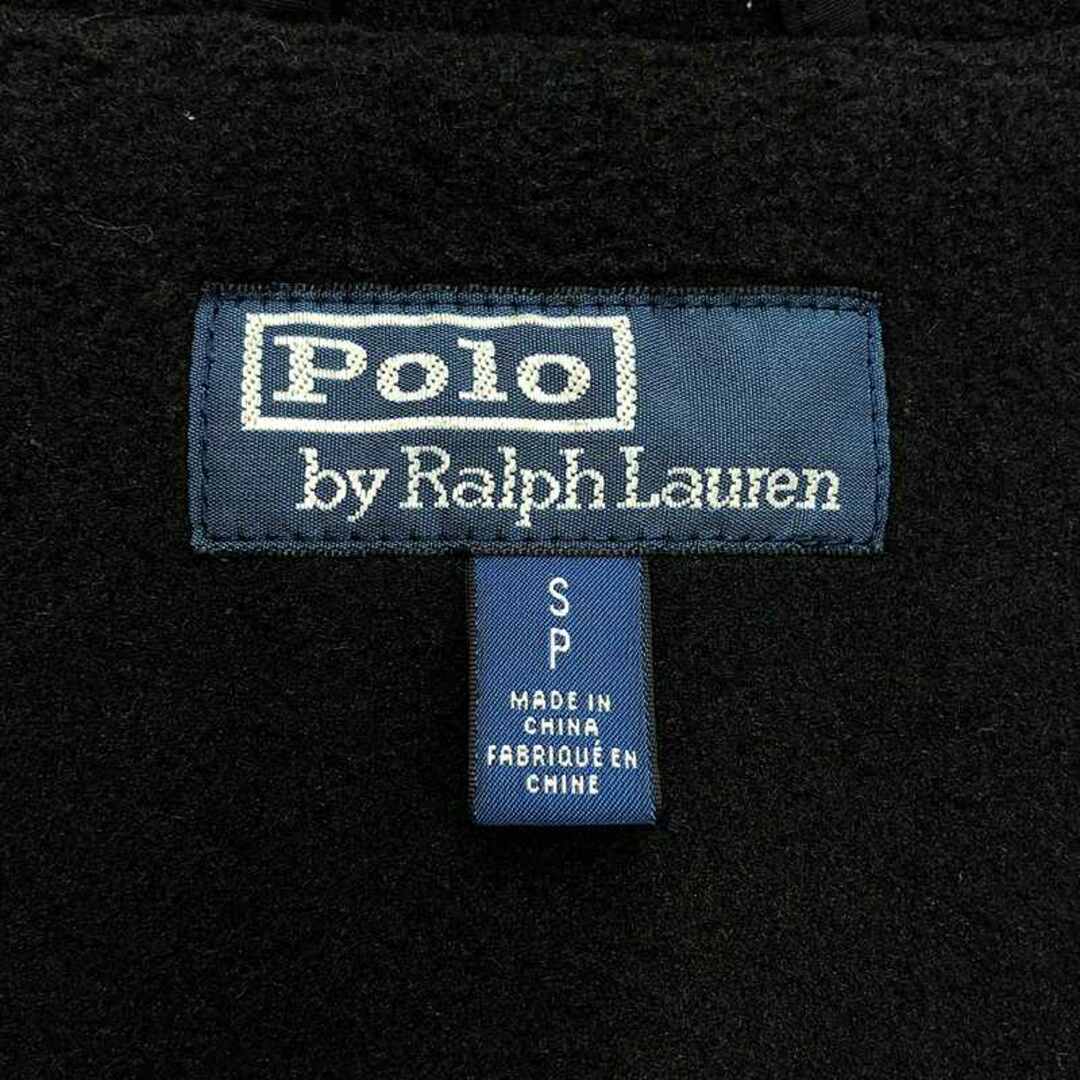 Polo
by Ralph Lauren
S
P
MADE IN
CHINA
FABRIQUÉ EN
CHINE